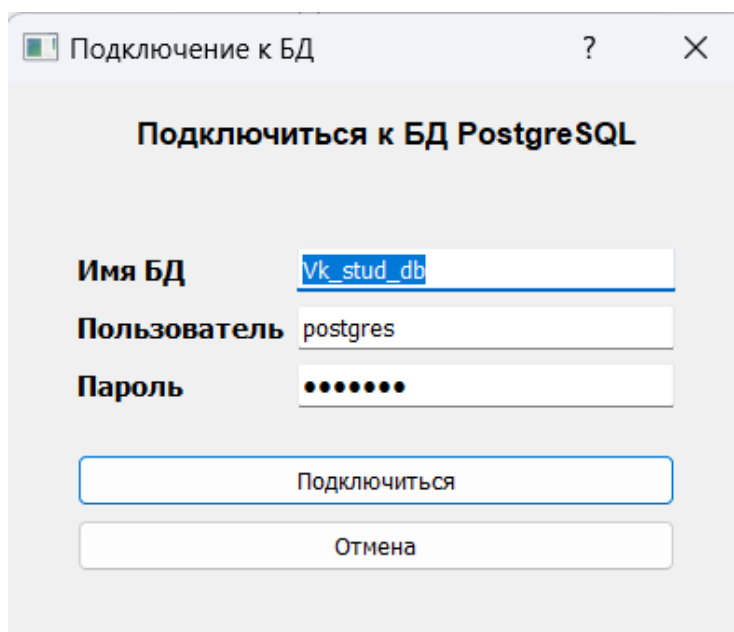 Подключение к БД ?
Подключиться к БД PostgreSQL
Имя БД Vk_stud_db
Пользователь postgres
Пароль •••••••
Подключиться
Отмена